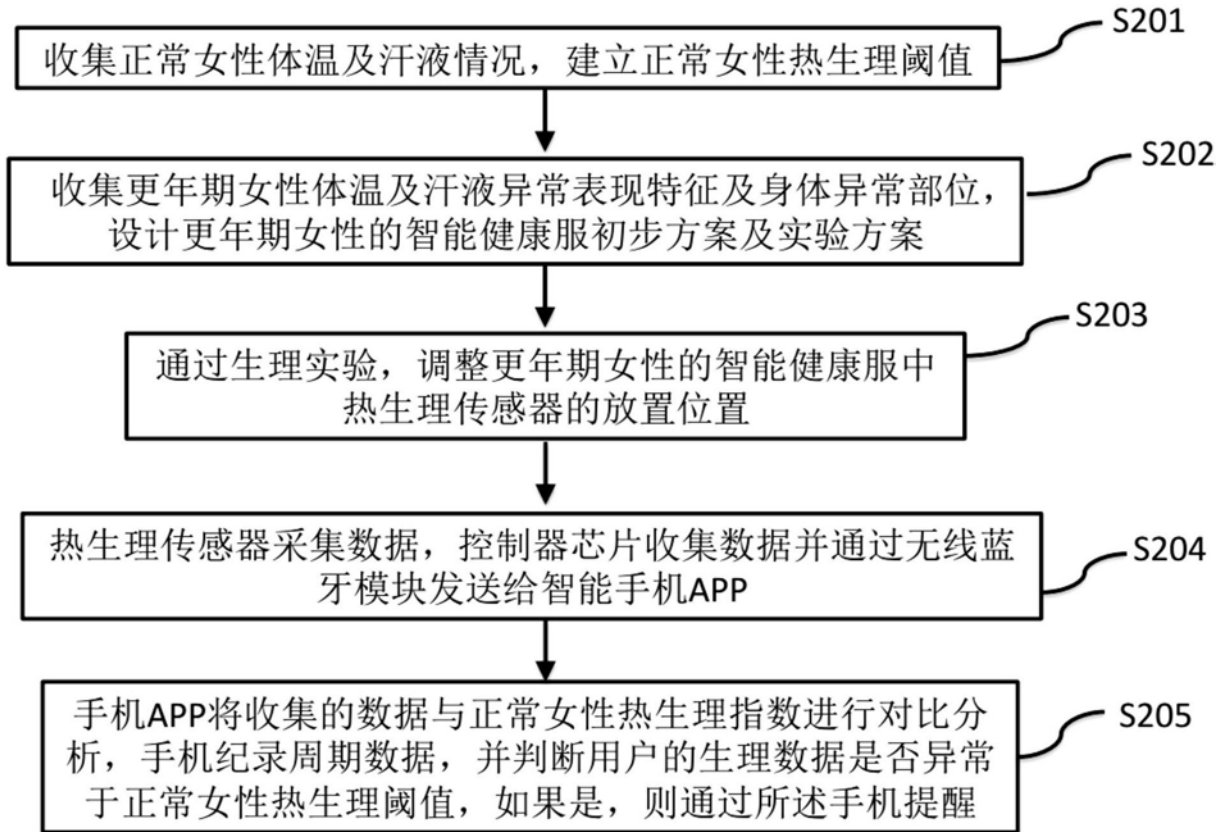 S201
收集正常女性体温及汗液情况，建立正常女性热生理阈值
S202
收集更年期女性体温及汗液异常表现特征及身体异常部位，
设计更年期女性的智能健康服初步方案及实验方案
S203
通过生理实验，调整更年期女性的智能健康服中
热生理传感器的放置位置
S204
热生理传感器采集数据，控制器芯片收集数据并通过无线蓝
牙模块发送给智能手机APP
S205
手机APP将收集的数据与正常女性热生理指数进行对比分
析，手机纪录周期数据，并判断用户的生理数据是否异常
于正常女性热生理阈值，如果是，则通过所述手机提醒